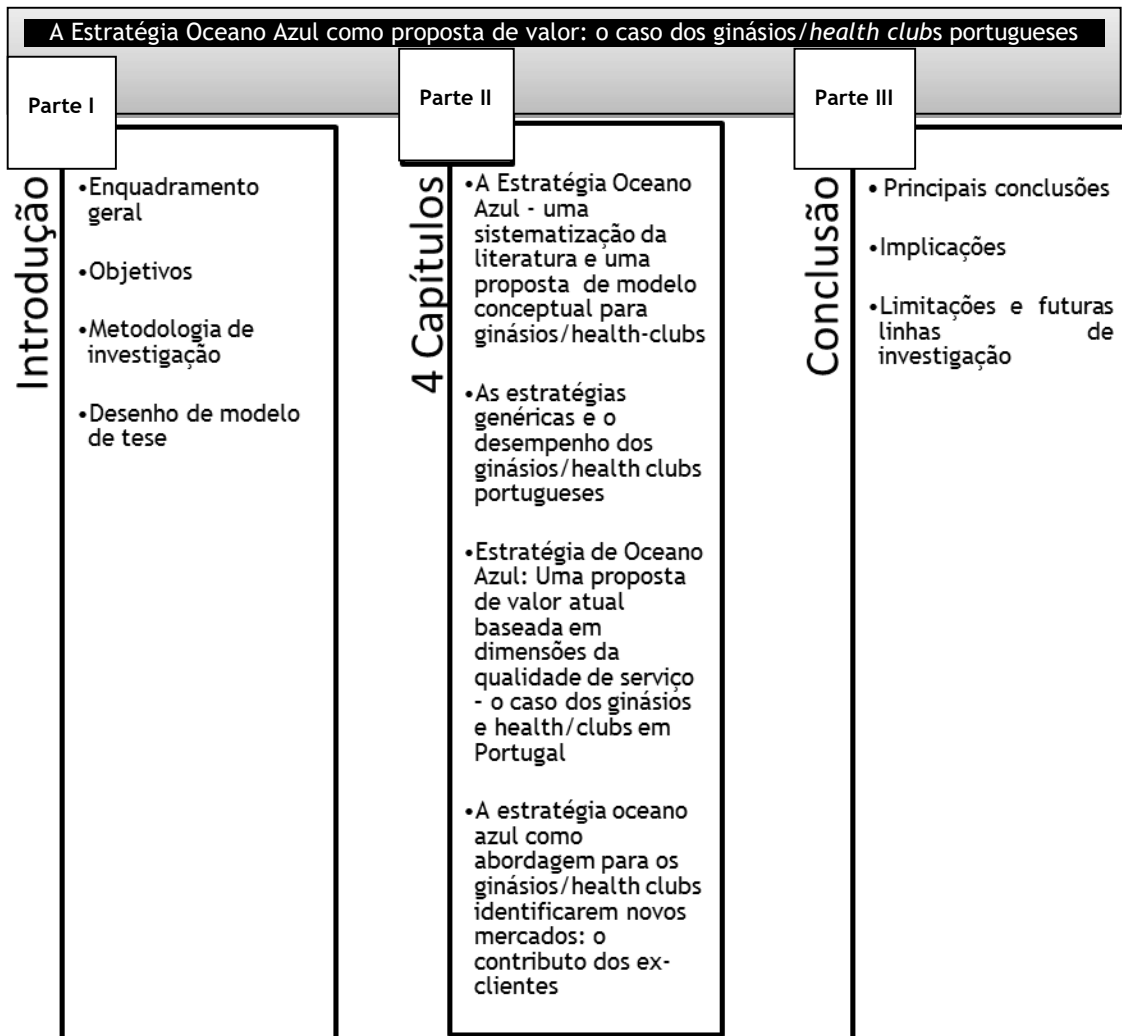 A Estratégia Oceano Azul como proposta de valor: o caso dos ginásios/health clubs portugueses
Parte I
Introdução
•Enquadramento
geral
•Objetivos
•Metodologia de
investigação
•Desenho de modelo
de tese
Parte II
4 Capítulos
•A Estratégia Oceano
Azul - uma
sistematização da
literatura e uma
proposta de modelo
conceptual para
ginásios/health-clubs
•As estratégias
genéricas e o
desempenho dos
ginásios/health clubs
portugueses
•Estratégia de Oceano
Azul: Uma proposta
de valor atual
baseada em
dimensões da
qualidade de serviço
- o caso dos ginásios
e health/clubs em
Portugal
•A estratégia oceano
azul como
abordagem para os
ginásios/health clubs
identificarem novos
mercados: o
contributo dos ex-
clientes
Parte III
Conclusão
• Principais conclusões
•Implicações
•Limitações e futuras
linhas de
investigação